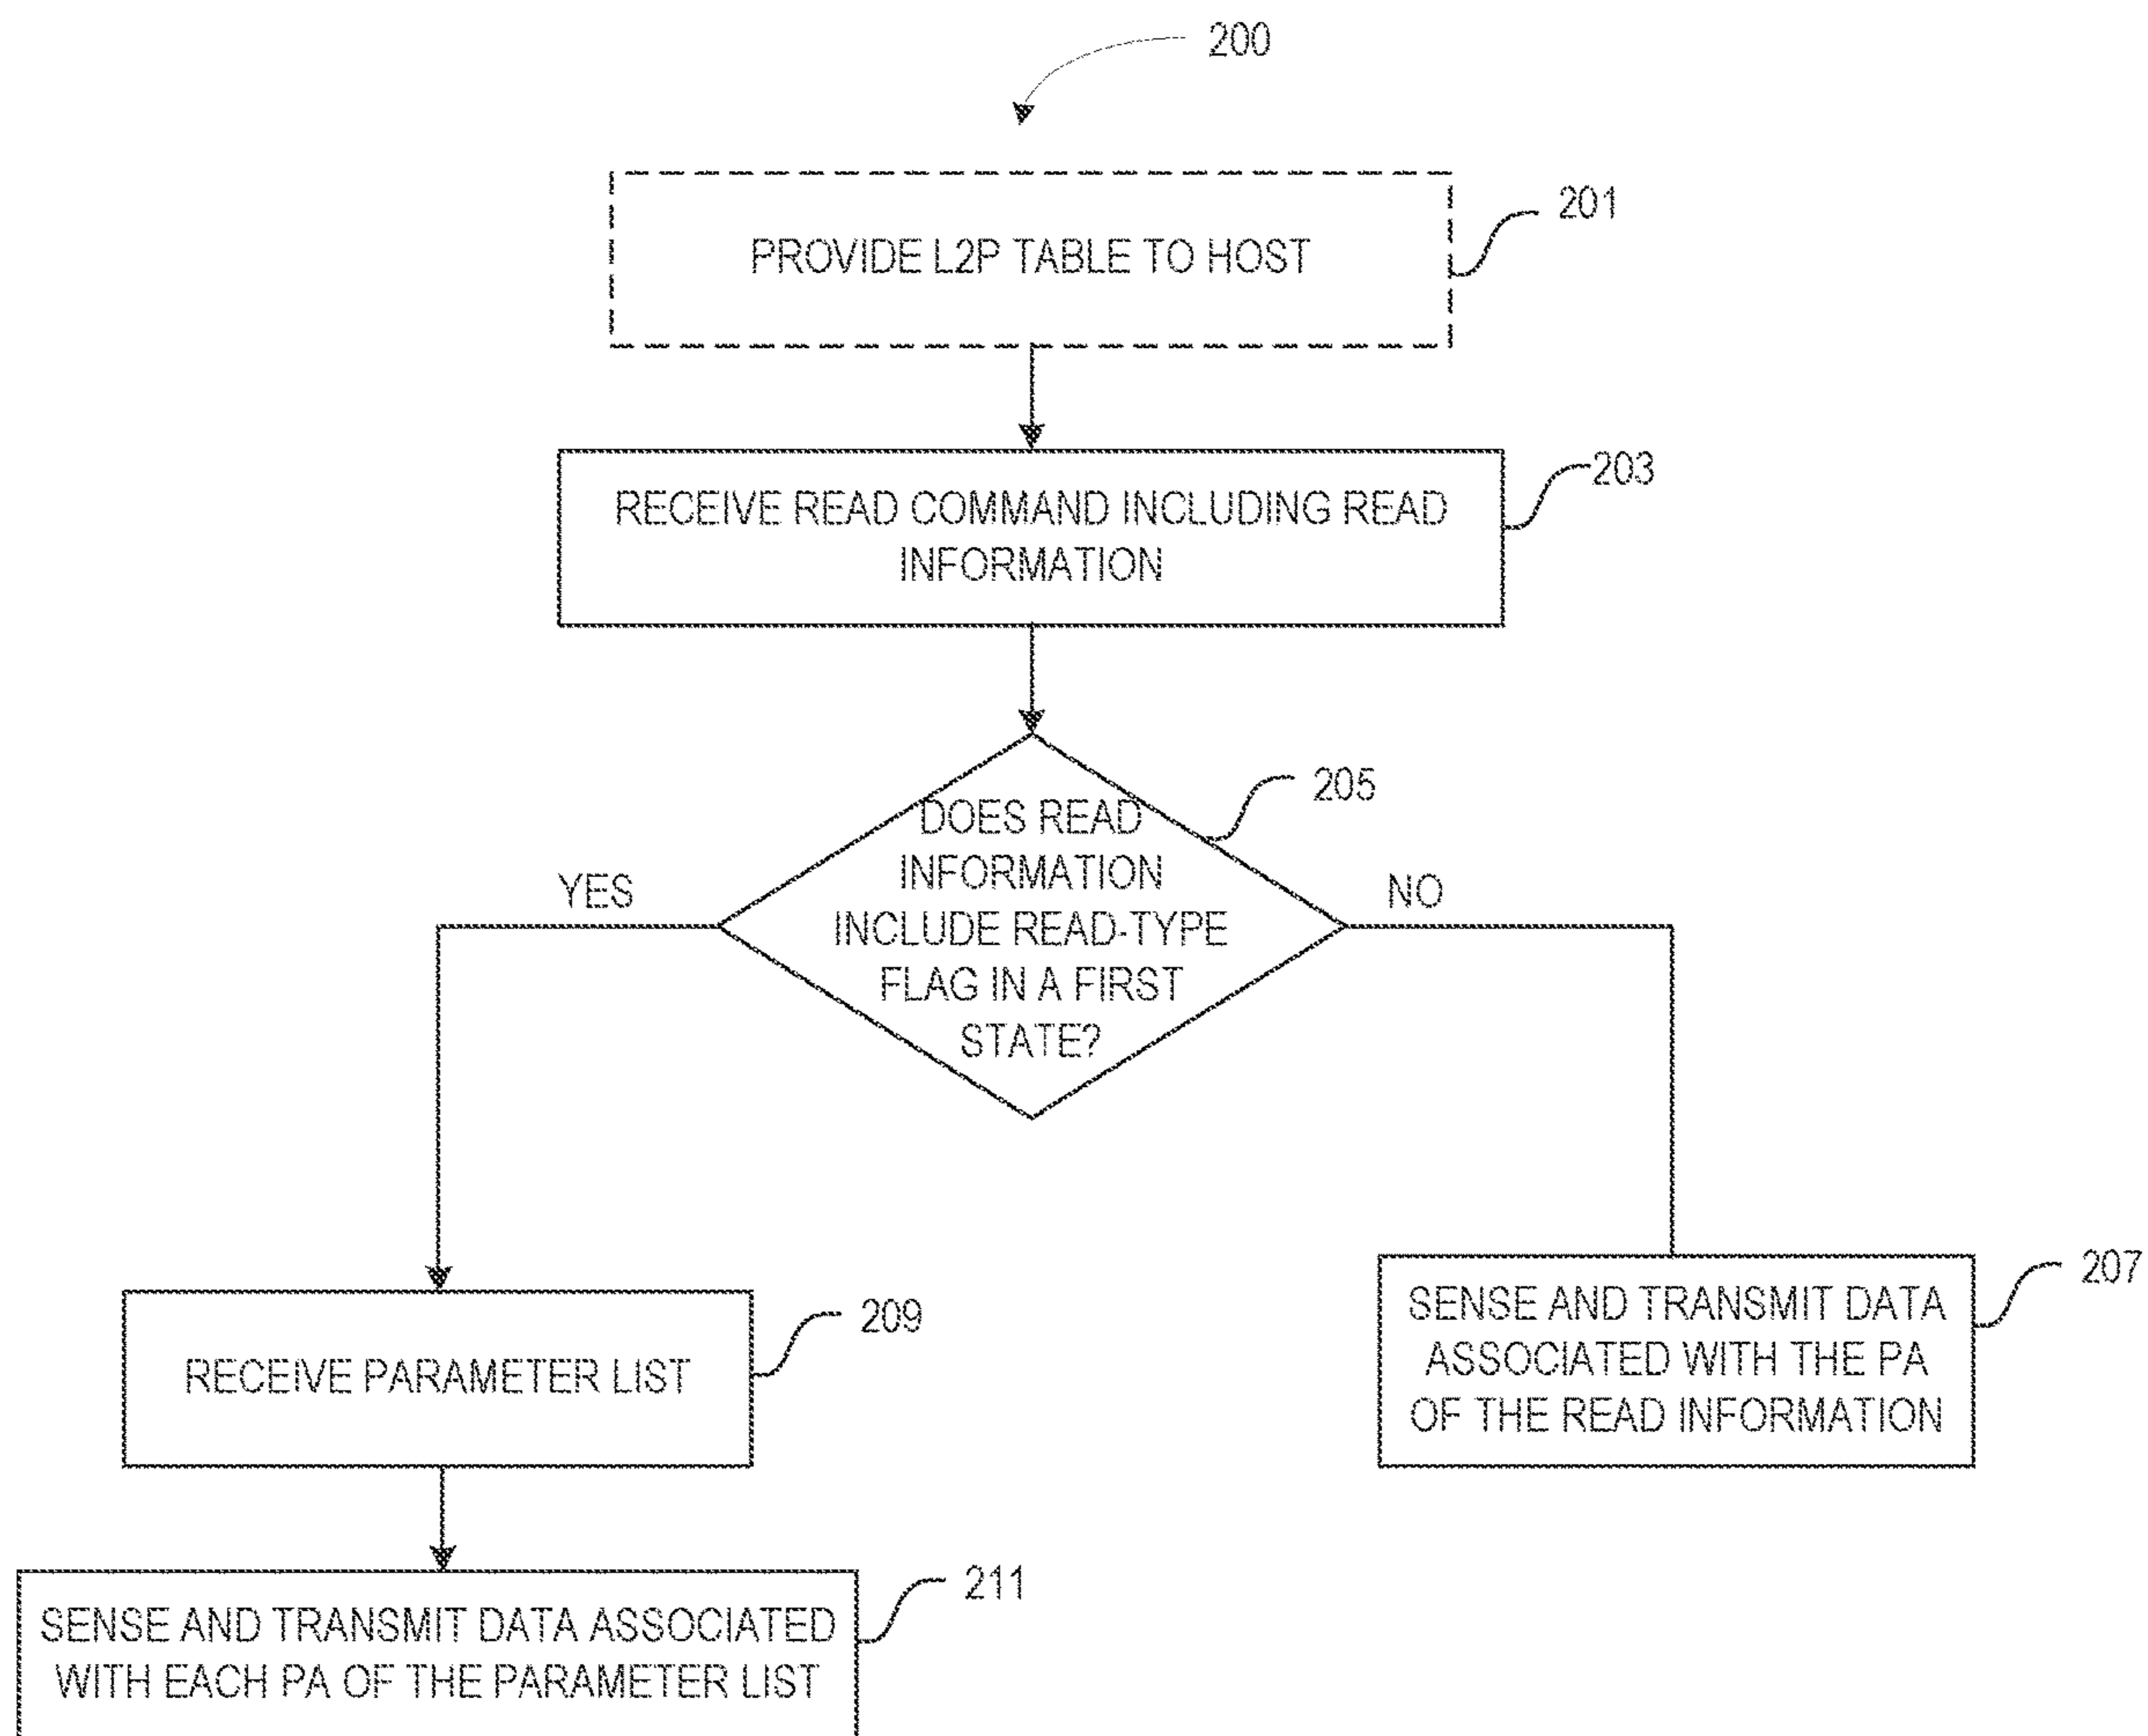 200
PROVIDE L2P TABLE TO HOST
201
RECEIVE READ COMMAND INCLUDING READ
INFORMATION
203
DOES READ
INFORMATION
INCLUDE READ-TYPE
FLAG IN A FIRST
STATE?
205
YES
NO
SENSE AND TRANSMIT DATA
ASSOCIATED WITH THE PA
OF THE READ INFORMATION
207
RECEIVE PARAMETER LIST
209
SENSE AND TRANSMIT DATA ASSOCIATED
WITH EACH PA OF THE PARAMETER LIST
211